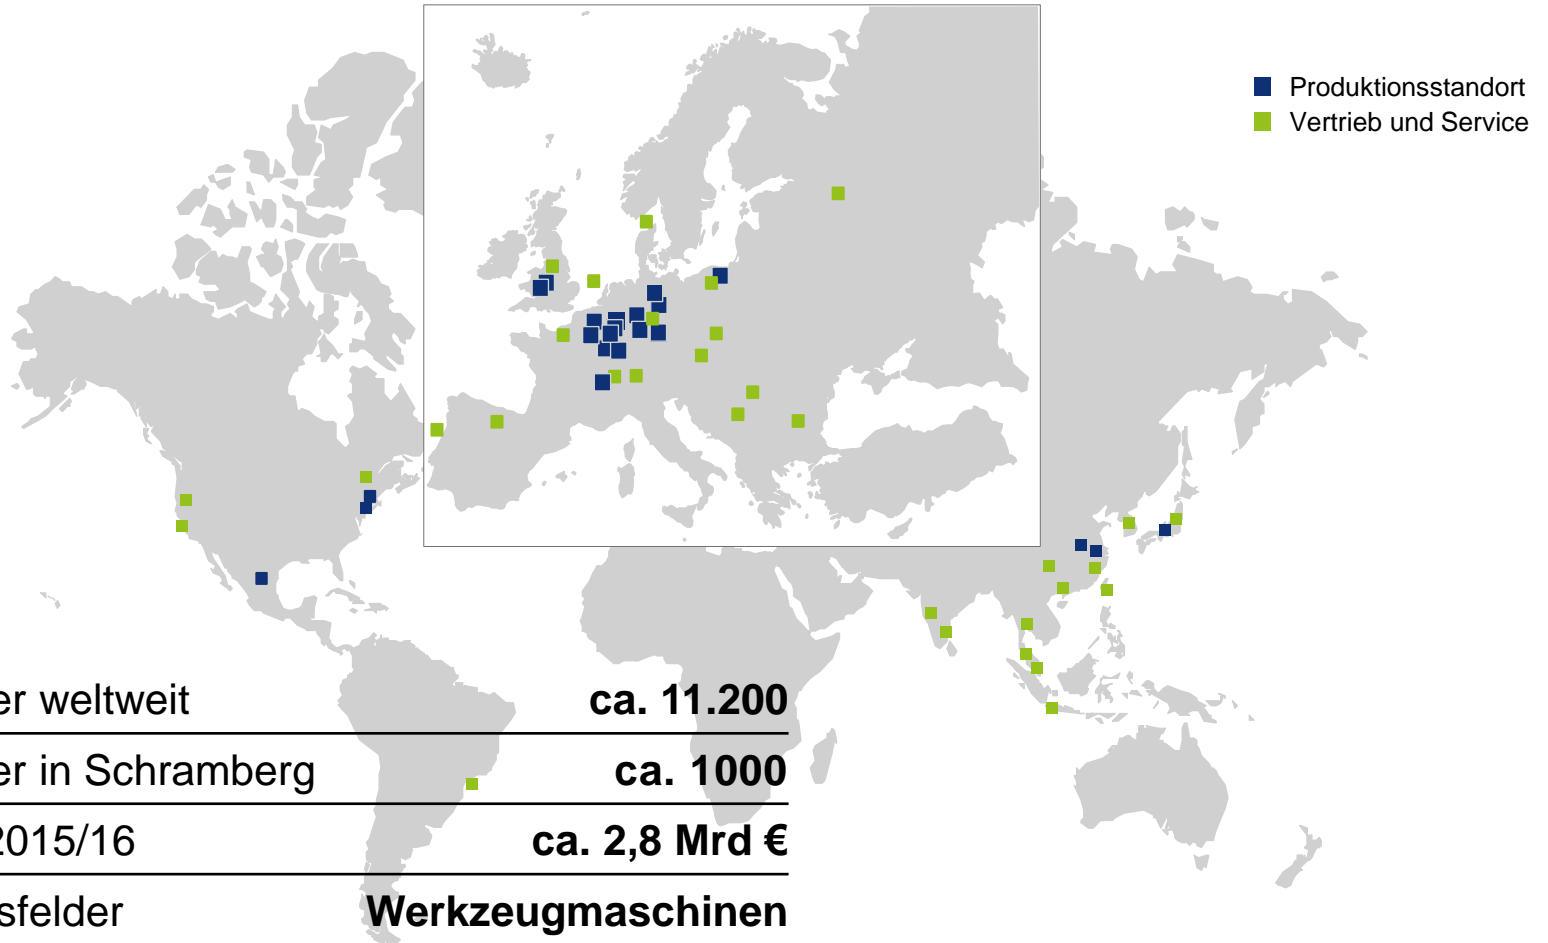 Produktionsstandort
Vertrieb und Service
er weltweit ca. 11.200
er in Schramberg ca. 1000
2015/16 ca. 2,8 Mrd €
sfelder Werkzeugmaschinen